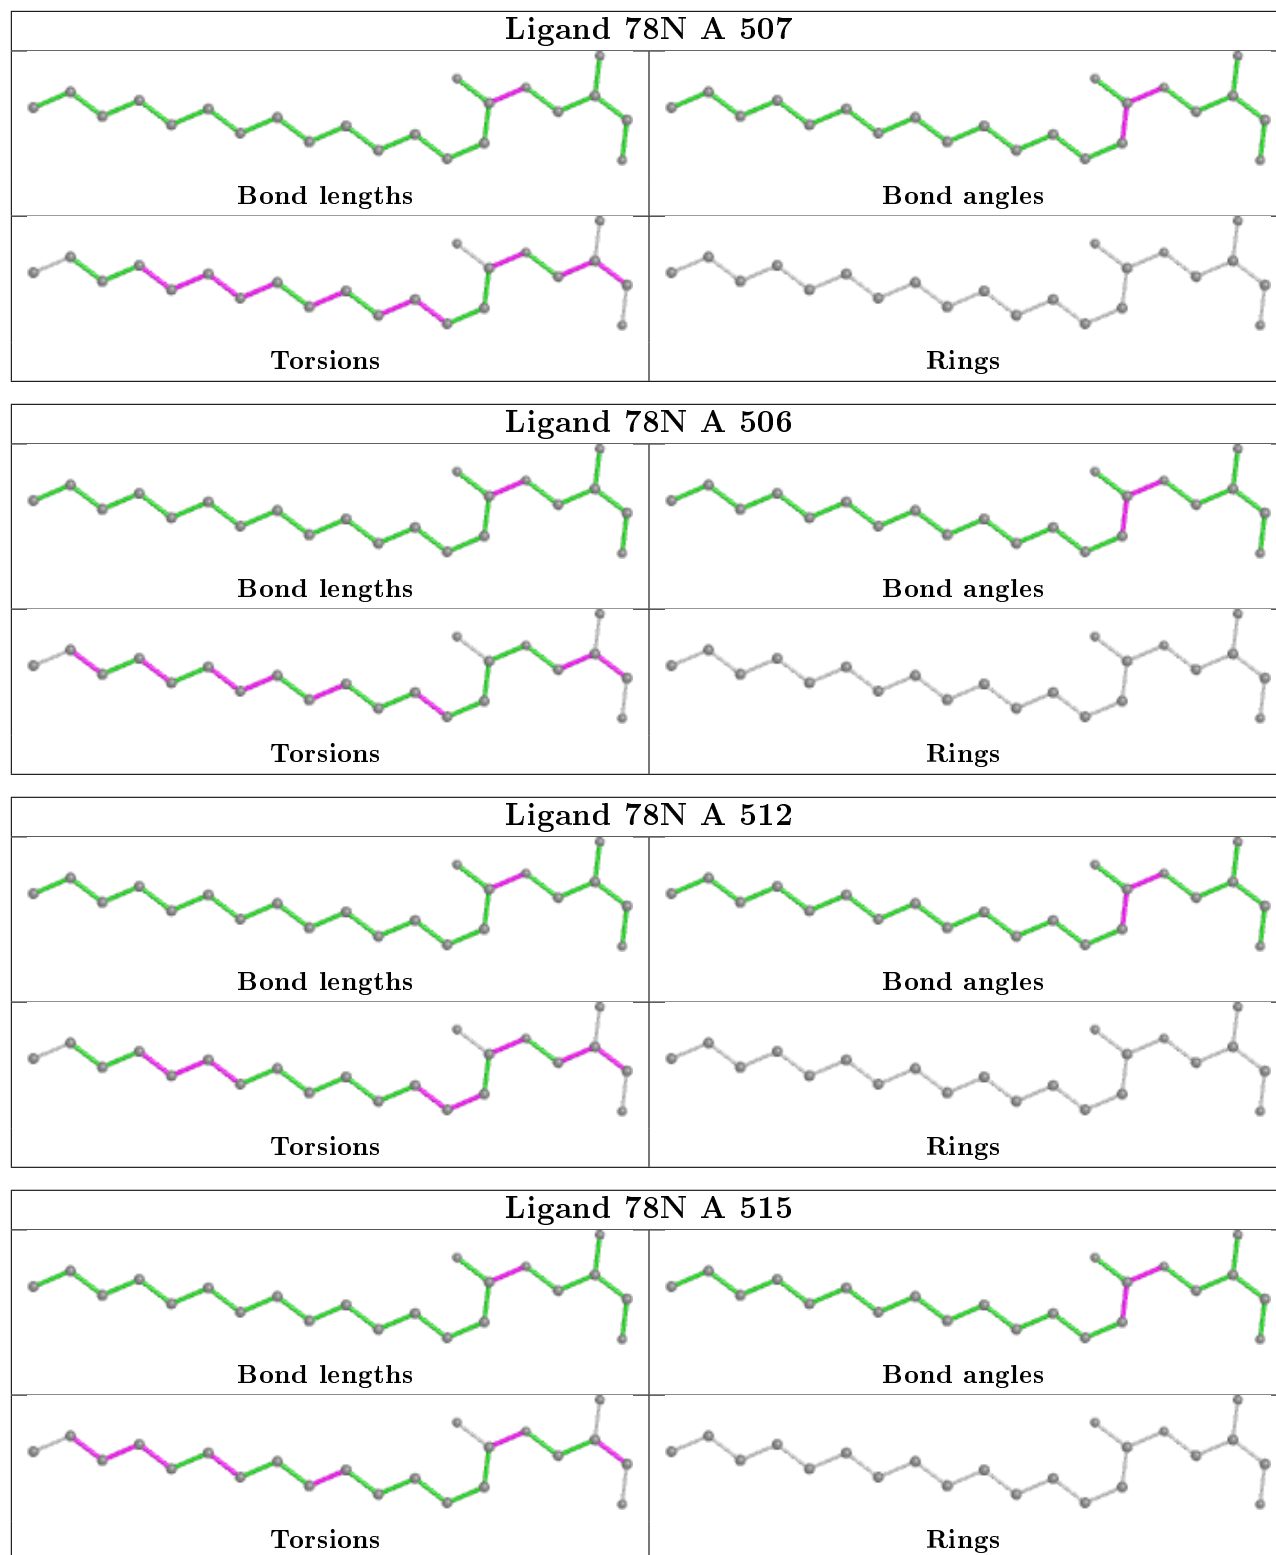 Ligand 78N A 507
Bond lengths
Bond angles
Torsions
Rings
Ligand 78N A 506
Bond lengths
Bond angles
Torsions
Rings
Ligand 78N A 512
Bond lengths
Bond angles
Torsions
Rings
Ligand 78N A 515
Bond lengths
Bond angles
Torsions
Rings